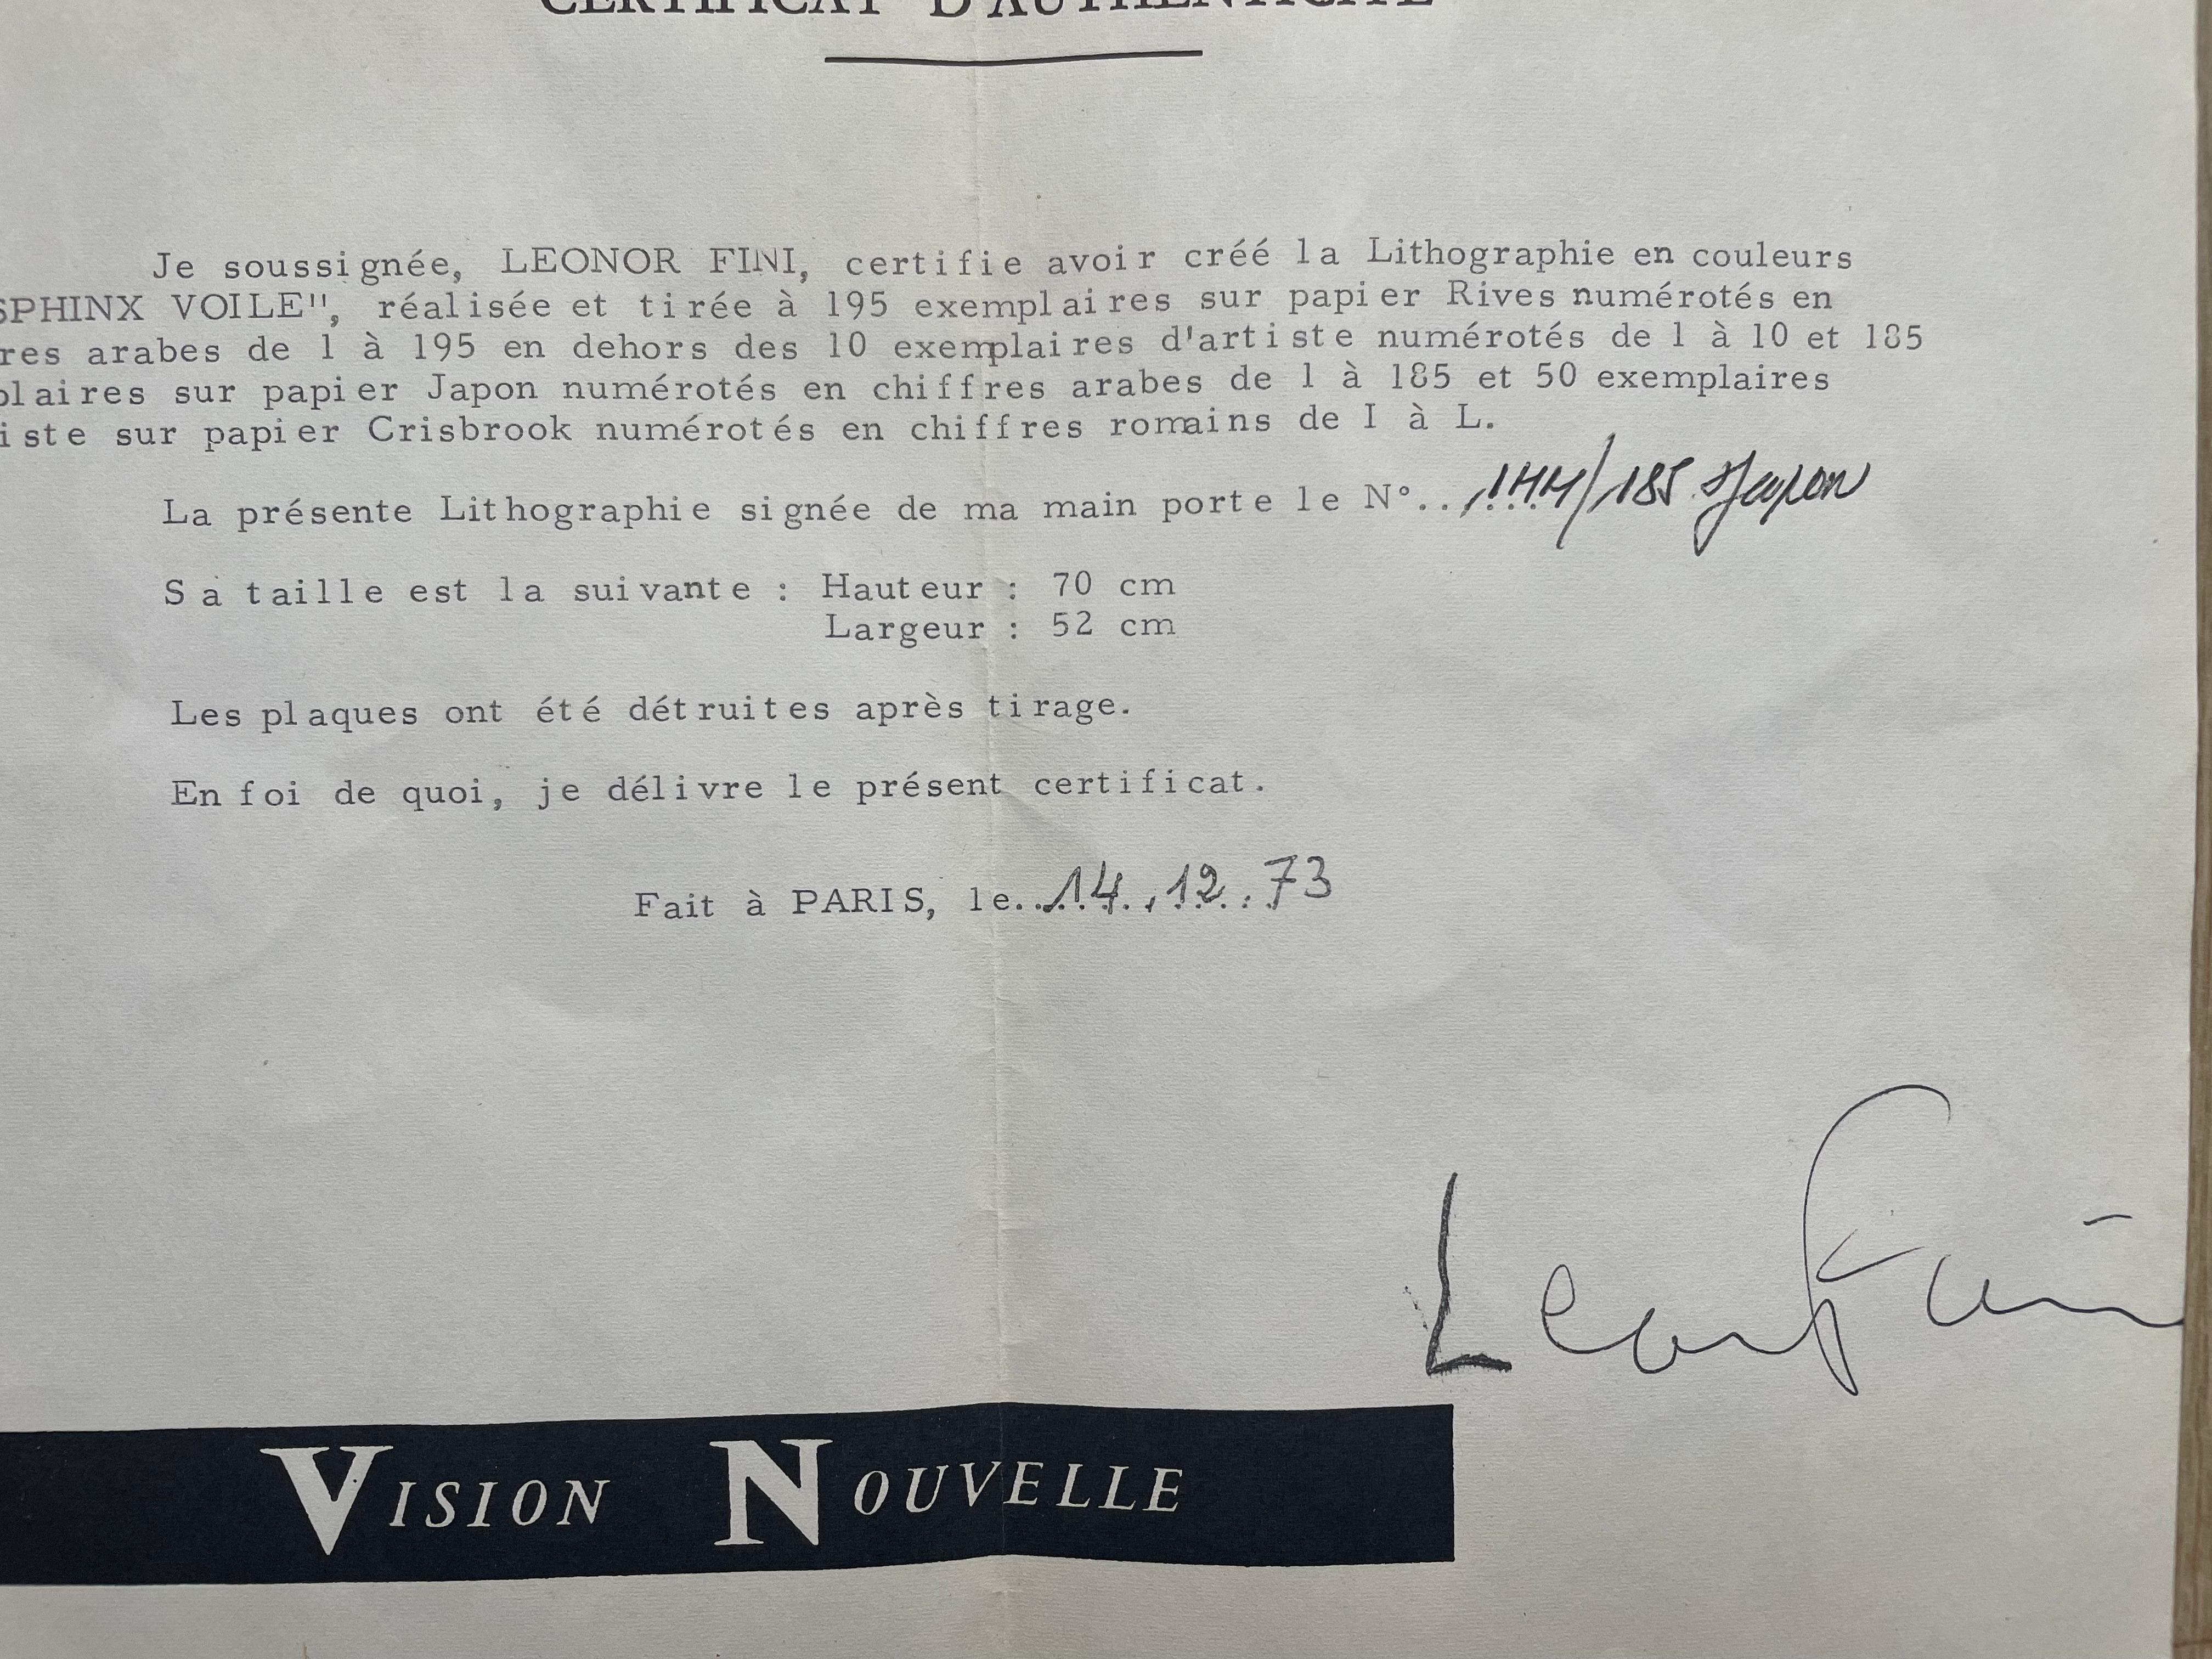 CERTIFICAT D'AUTHENTICITE
Je soussignée, LEONOR FINI, certifie avoir créé la Lithographie en couleurs
SPHINX VOILE", réalisée et tirée à 195 exemplaires sur papier Rives numérotés en
res arabes de 1 à 195 en dehors des 10 exemplaires d'artiste numérotés de 1 à 10 et 185
plaires sur papier Japon numérotés en chiffres arabes de 1 à 185 et 50 exemplaires
iste sur papier Crisbrook numérotés en chiffres romains de I à L.
La présente Lithographie signée de ma main porte le N°.. 144/185 Japon
Sa taille est la suivante : Hauteur : 70 cm
Largeur : 52 cm
Les plaques ont été détruites après tirage.
En foi de quoi, je délivre le présent certificat.
Fait à PARIS, le...14..12..73
Leonor Fini
VISION NOUVELLE